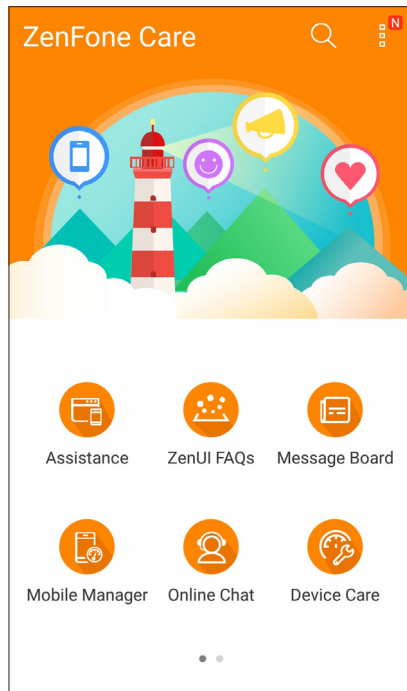 ZenFone Care
N
Assistance
ZenUI FAQs
Message Board
Mobile Manager
Online Chat
Device Care